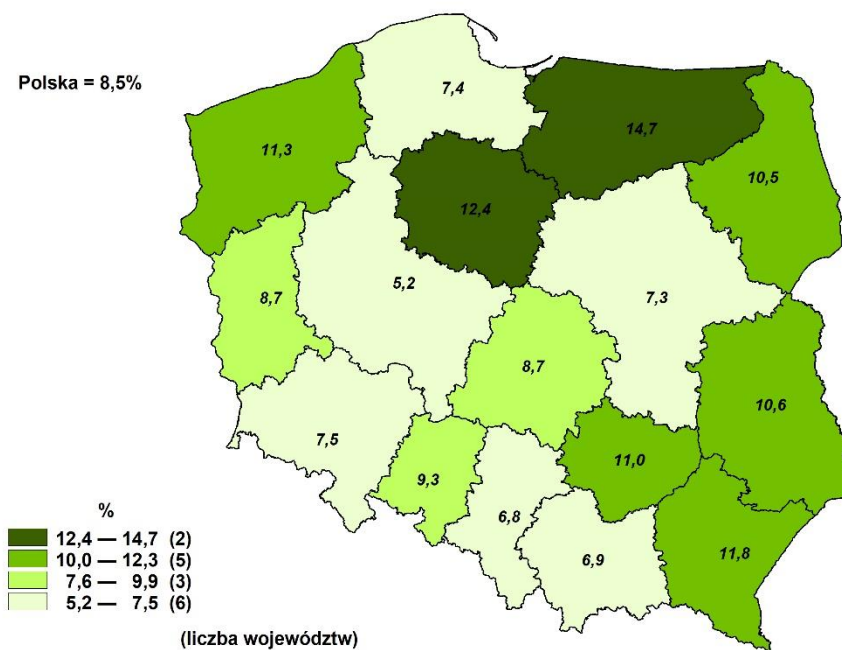 Polska = 8,5%
7,4
14,7
11,3
10,5
12,4
5,2
7,3
8,7
8,7
10,6
7,5
11,0
9,3
6,8
6,9
11,8
%
12,4 — 14,7 (2)
10,0 — 12,3 (5)
7,6 — 9,9 (3)
5,2 — 7,5 (6)
(liczba województw)